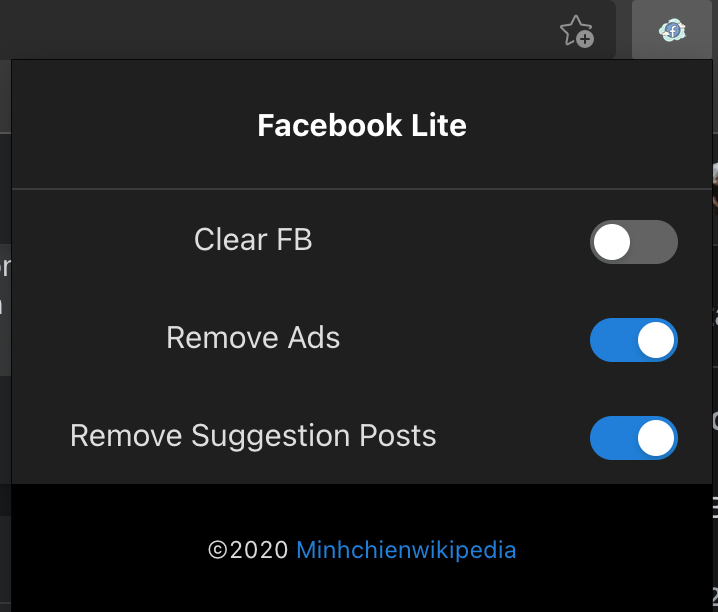 Facebook Lite
Clear FB
Remove Ads
Remove Suggestion Posts
©2020 Minhchienwikipedia